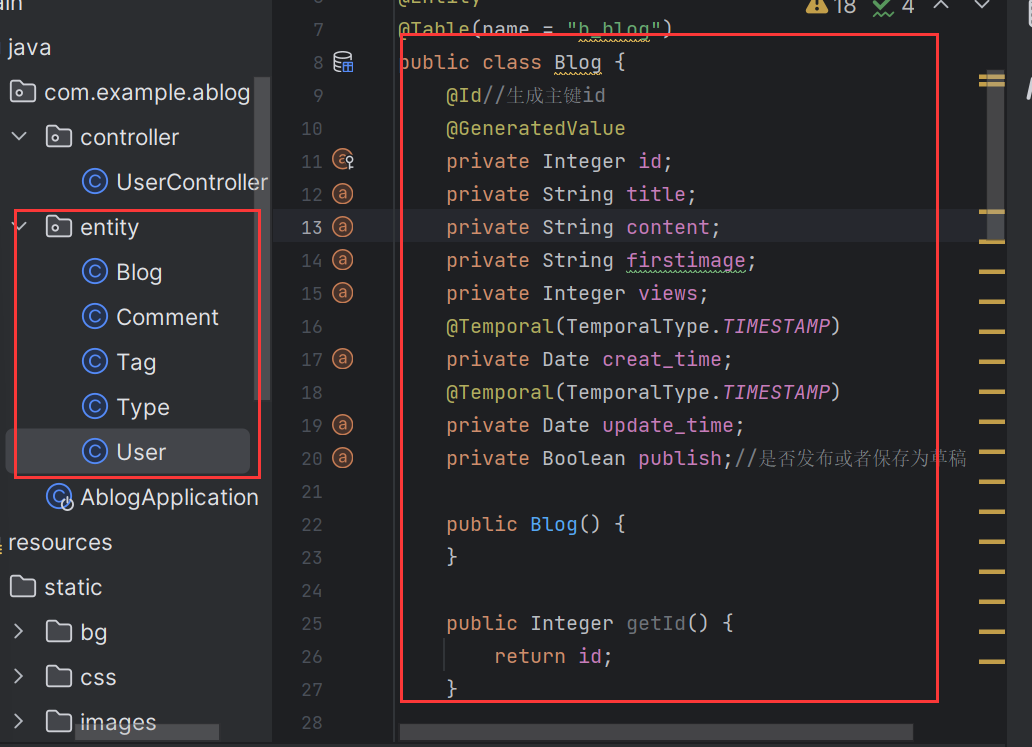 java
com.example.ablog
controller
UserController
entity
Blog
Comment
Tag
Type
User
AblogApplication
resources
static
bg
css
images
18 4
7 @Table(name = "b_blog")
8 public class Blog {
9 @Id//生成主键id
10 @GeneratedValue
11 private Integer id;
12 private String title;
13 private String content;
14 private String firstimage;
15 private Integer views;
16 @Temporal(TemporalType.TIMESTAMP)
17 private Date creat_time;
18 @Temporal(TemporalType.TIMESTAMP)
19 private Date update_time;
20 private Boolean publish;//是否发布或者保存为草稿
21
22 public Blog() {
23 }
24
25 public Integer getId() {
26 return id;
27 }
28